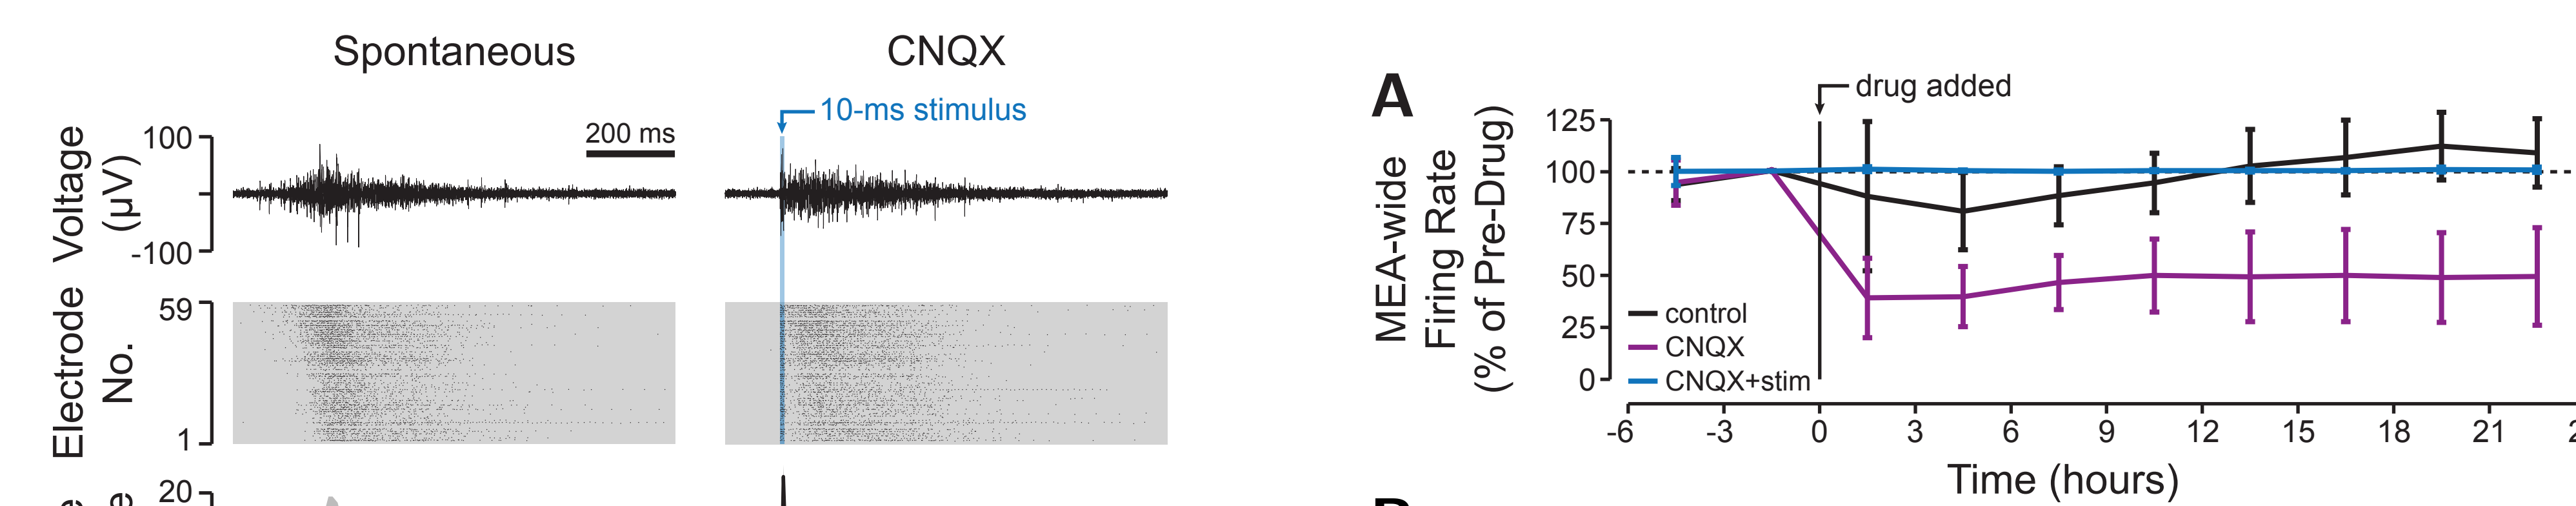 Spontaneous
CNQX
10-ms stimulus
200 ms
Voltage
(µV)
100
-100
Electrode
No.
59
1
20
A
drug added
MEA-wide
Firing Rate
(% of Pre-Drug)
125
100
75
50
25
0
control
CNQX
CNQX+stim
-6 -3 0 3 6 9 12 15 18 21
Time (hours)